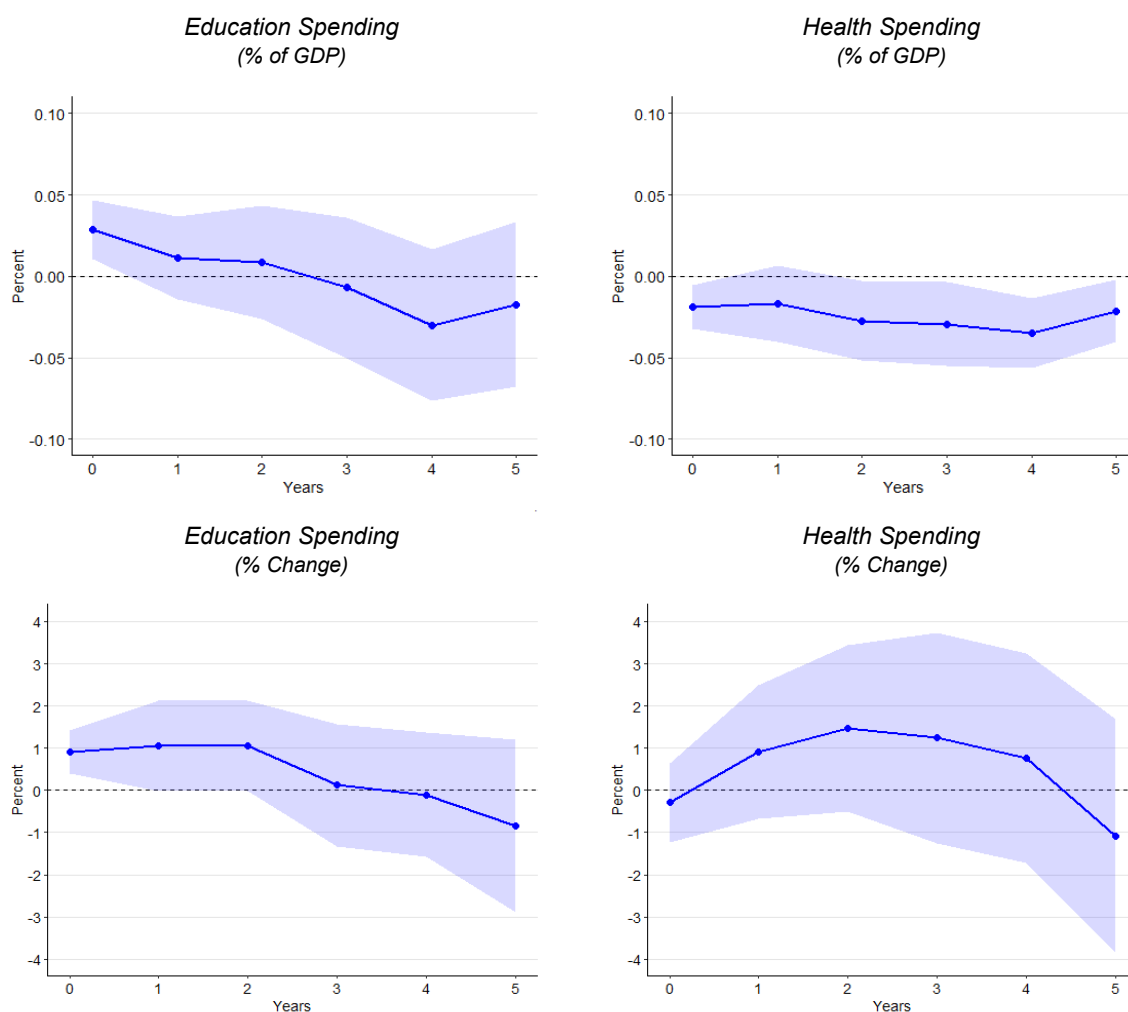 Education Spending
(% of GDP)
0.10
0.05
0.00
-0.05
-0.10
Percent
0 1 2 3 4 5
Years
Health Spending
(% of GDP)
0.10
0.05
0.00
-0.05
-0.10
Percent
0 1 2 3 4 5
Years
Education Spending
(% Change)
4
3
2
1
0
-1
-2
-3
-4
Percent
0 1 2 3 4 5
Years
Health Spending
(% Change)
4
3
2
1
0
-1
-2
-3
-4
Percent
0 1 2 3 4 5
Years